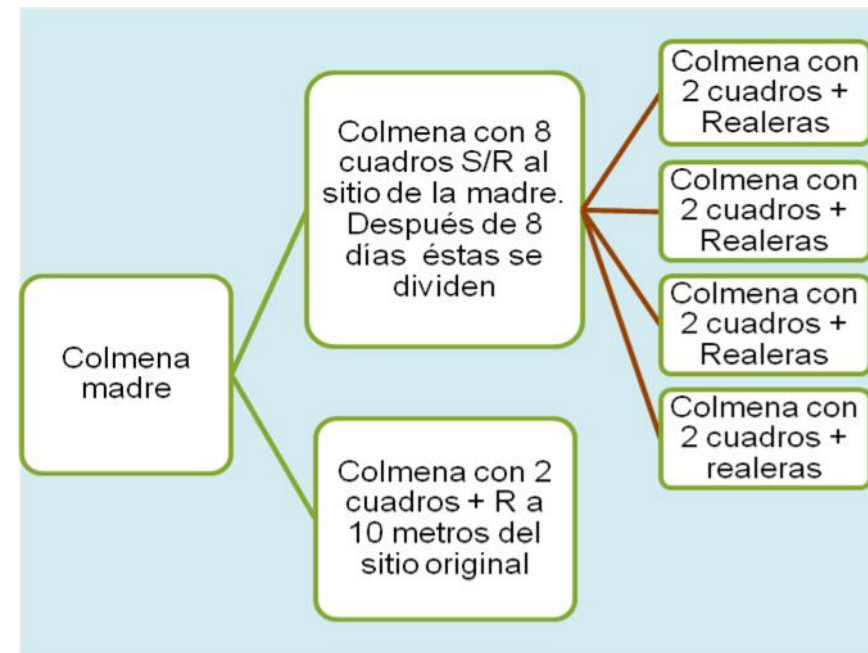 Colmena
madre
Colmena con 8
cuadros S/R al
sitio de la madre.
Después de 8
días éstas se
dividen
Colmena con 2
cuadros + R a
10 metros del
sitio original
Colmena con
2 cuadros +
Realeras
Colmena con
2 cuadros +
Realeras
Colmena con
2 cuadros +
Realeras
Colmena con
2 cuadros +
realeras